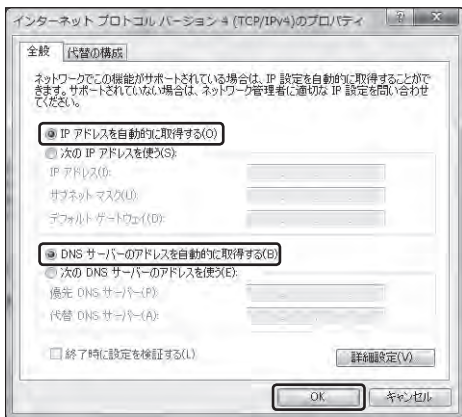 インターネット プロトコル バージョン 4 (TCP/IPv4)のプロパティ
全般
代替の構成
ネットワークでこの機能がサポートされている場合は、IP 設定を自動的に取得することがで
きます。サポートされていない場合は、ネットワーク管理者に適切な IP 設定を問い合わせ
てください。
IP アドレスを自動的に取得する(O)
次の IP アドレスを使う(S):
IP アドレス(I):
サブネット マスク(U):
デフォルト ゲートウェイ(D):
DNS サーバーのアドレスを自動的に取得する(B)
次の DNS サーバーのアドレスを使う(E):
優先 DNS サーバー(P):
代替 DNS サーバー(A):
終了時に設定を検証する(L)
詳細設定(V)
OK
キャンセル